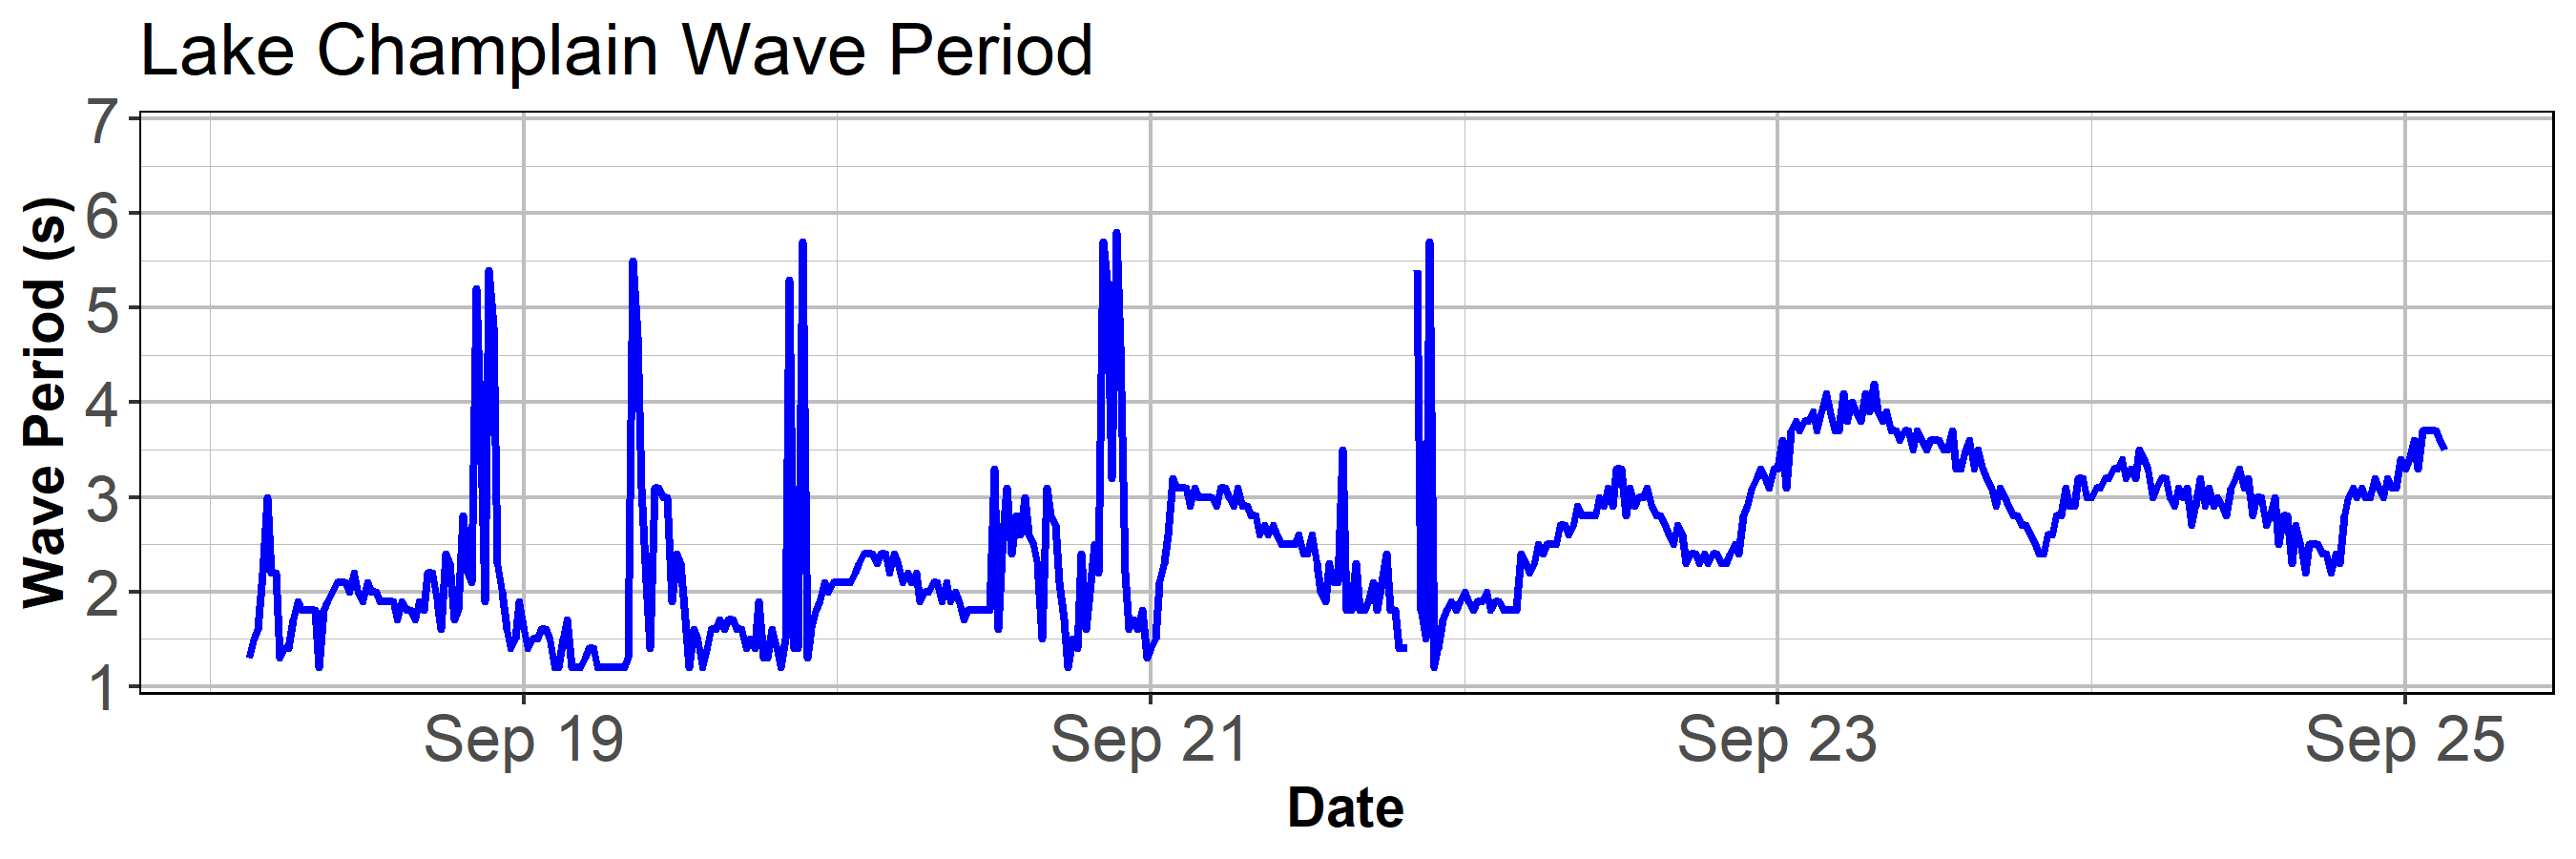 Lake Champlain Wave Period
Wave Period (s)
7
6
5
4
3
2
1
Sep 19
Sep 21
Sep 23
Sep 25
Date